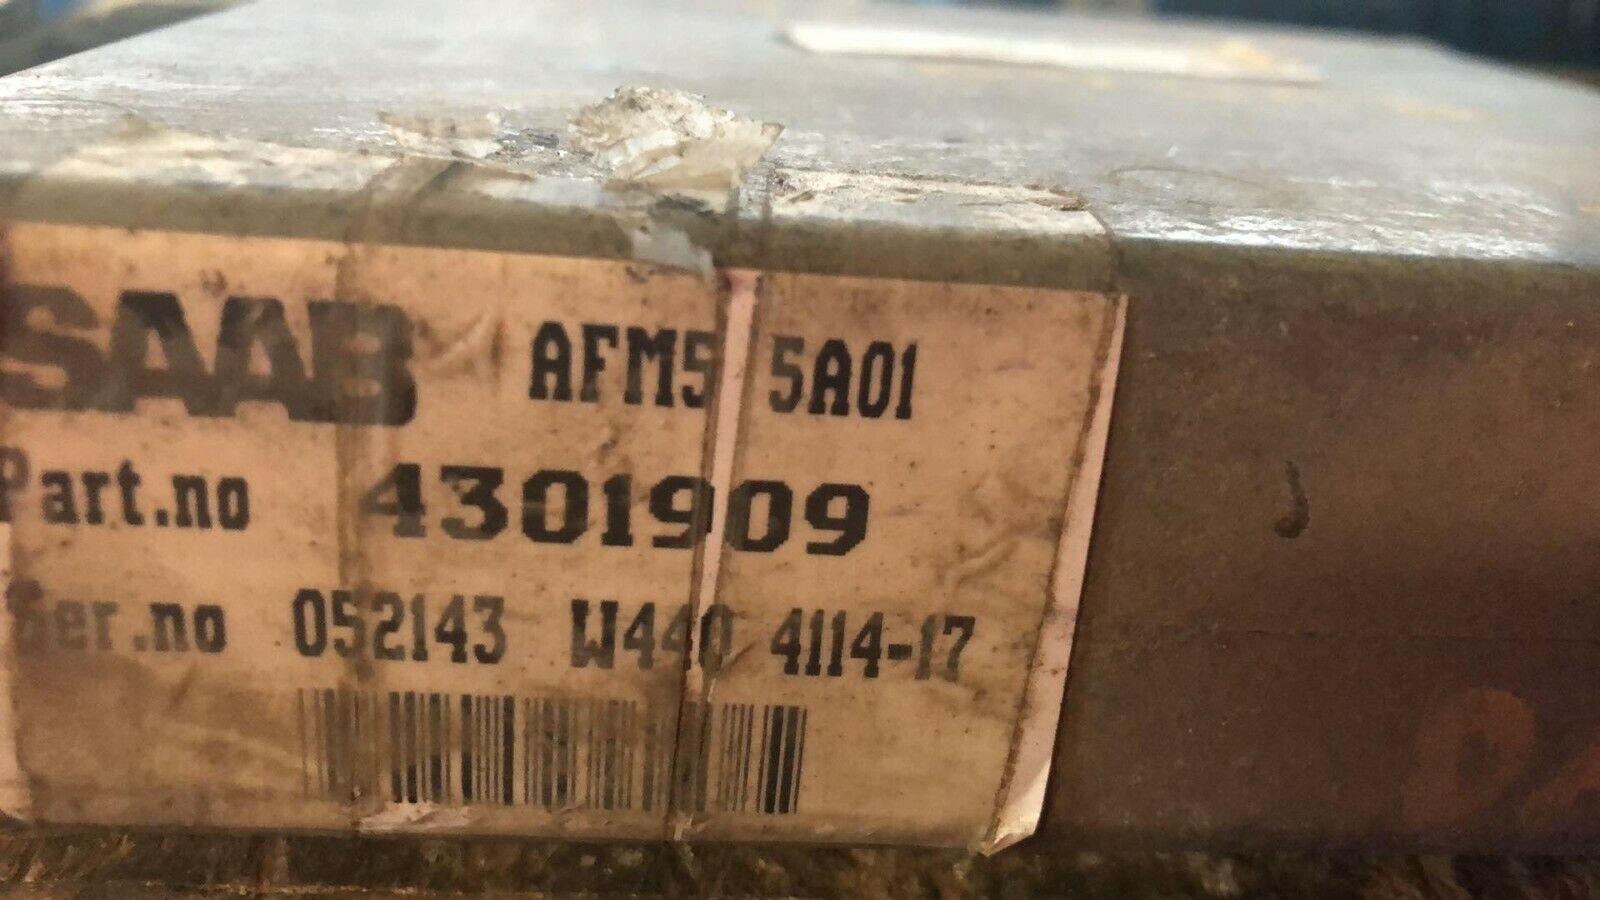 SAAB AFM5 5A01
Part.no 4301909
Ser.no 052143 W440 4114-17